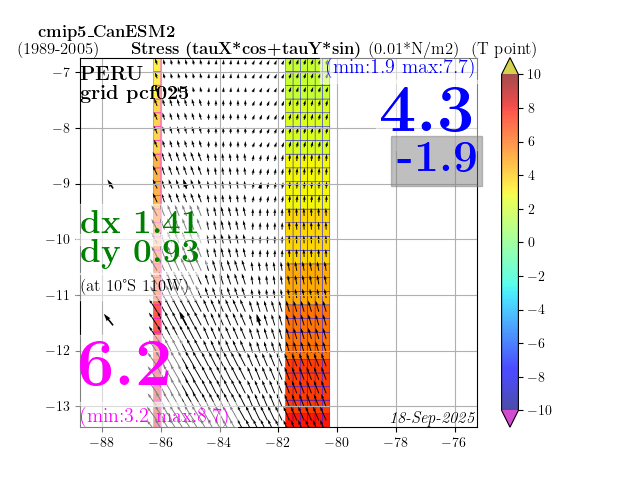 cmip5_CanESM2
(1989-2005) Stress (tauX*cos+tauY*sin) (0.01*N/m2) (T point)
(min:1.9 max:7.7)
PERU
grid pcf025
4.3
-1.9
dx 1.41
dy 0.93
(at 10°S 110W)
6.2
(min:3.2 max:8.7)
18-Sep-2025
−7
−8
−9
−10
−11
−12
−13
−88 −86 −84 −82 −80 −78 −76
10
8
6
4
2
0
−2
−4
−6
−8
−10